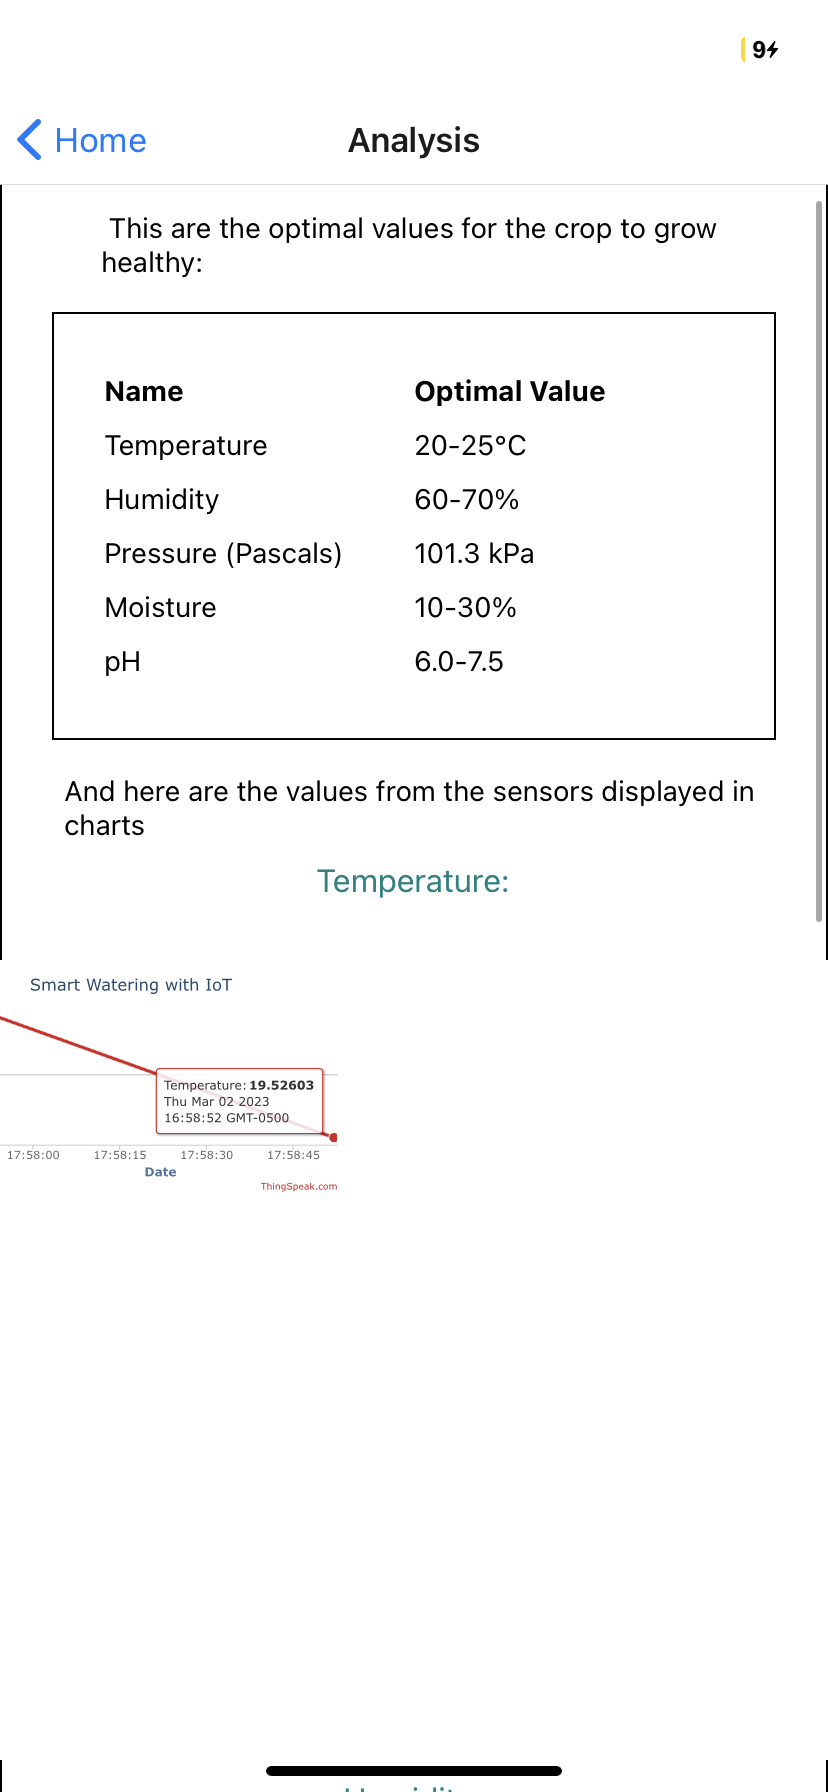 9
Home
Analysis
This are the optimal values for the crop to grow
healthy:
Name Optimal Value
Temperature 20-25°C
Humidity 60-70%
Pressure (Pascals) 101.3 kPa
Moisture 10-30%
pH 6.0-7.5
And here are the values from the sensors displayed in
charts
Temperature:
Smart Watering with IoT
Temperature: 19.52603
Thu Mar 02 2023
16:58:52 GMT-0500
17:58:00 17:58:15 17:58:30 17:58:45
Date
ThingSpeak.com